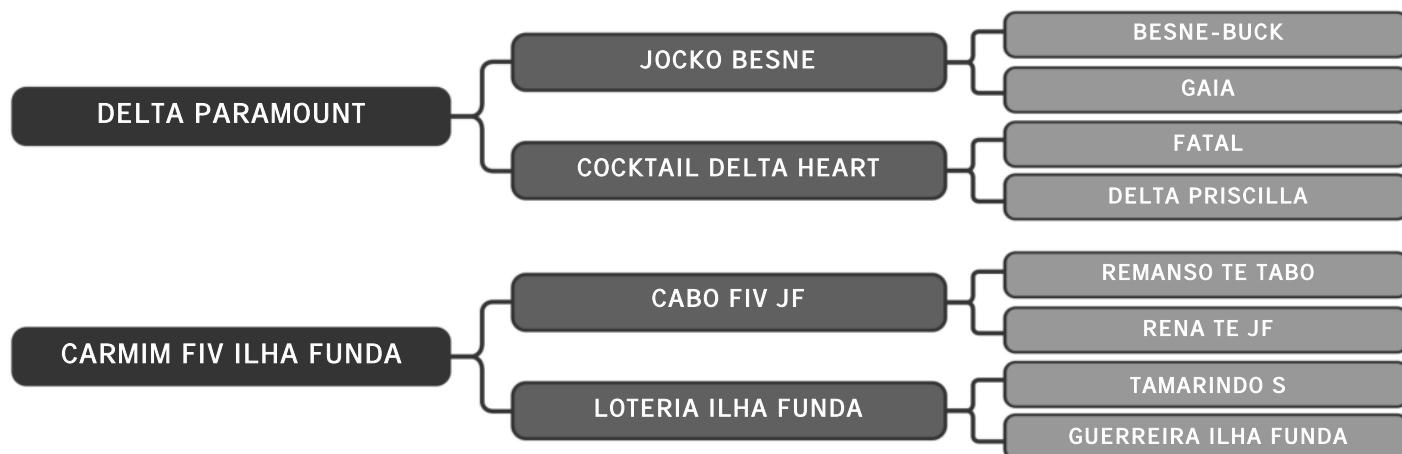 DELTA PARAMOUNT
JOCKO BESNE
BESNE-BUCK
GAIA
COCKTAIL DELTA HEART
FATAL
DELTA PRISCILLA
CARMIM FIV ILHA FUNDA
CABO FIV JF
REMANSO TE TABO
RENA TE JF
LOTERIA ILHA FUNDA
TAMARINDO S
GUERREIRA ILHA FUNDA